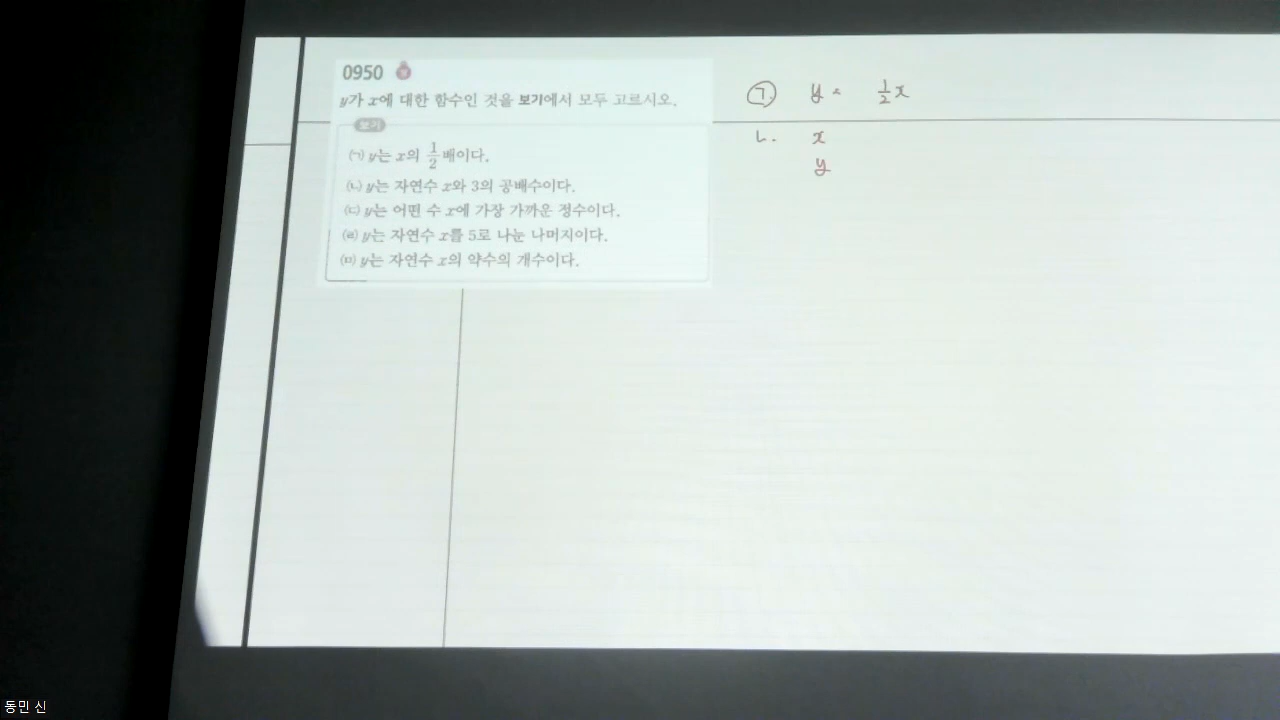 0950
y가 x에 대한 함수인 것을 보기에서 모두 고르시오.
보기
㈀ y는 x의 1/2배이다.
㈁ y는 자연수 x와 3의 공배수이다.
㈂ y는 어떤 수 x에 가장 가까운 정수이다.
㈃ y는 자연수 x를 5로 나눈 나머지이다.
㈄ y는 자연수 x의 약수의 개수이다.
㉠ y = 1/2 x
ㄴ. x
y
동민 신